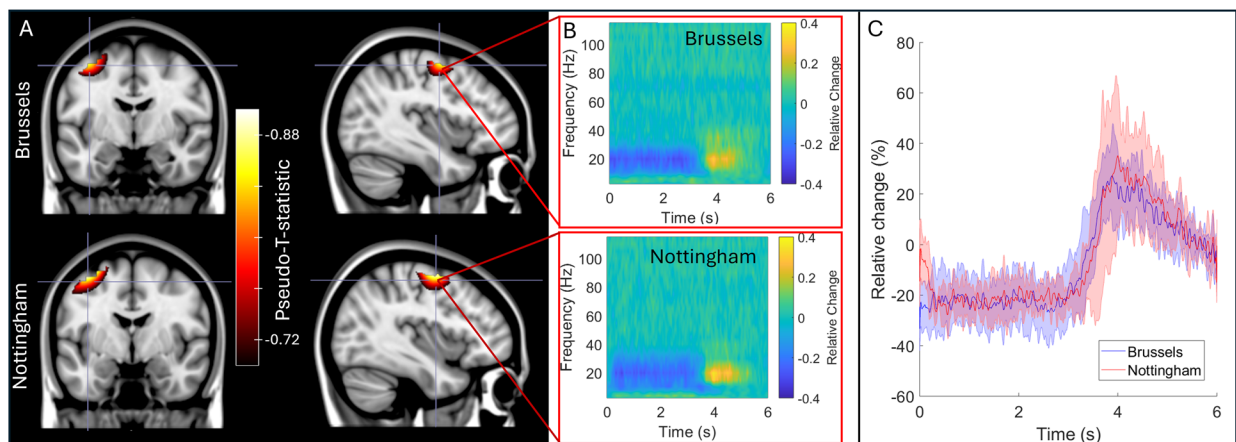 A
Brussels
Nottingham
-0.88
Pseudo-T-statistic
-0.72
B
Brussels
Frequency (Hz)
100
80
60
40
20
0
2
4
6
Time (s)
0.4
0.2
0
-0.2
-0.4
Relative Change
Nottingham
Frequency (Hz)
100
80
60
40
20
0
2
4
6
Time (s)
0.4
0.2
0
-0.2
-0.4
Relative Change
C
Relative change (%)
80
60
40
20
0
-20
-40
-60
0
2
4
6
Time (s)
Brussels
Nottingham